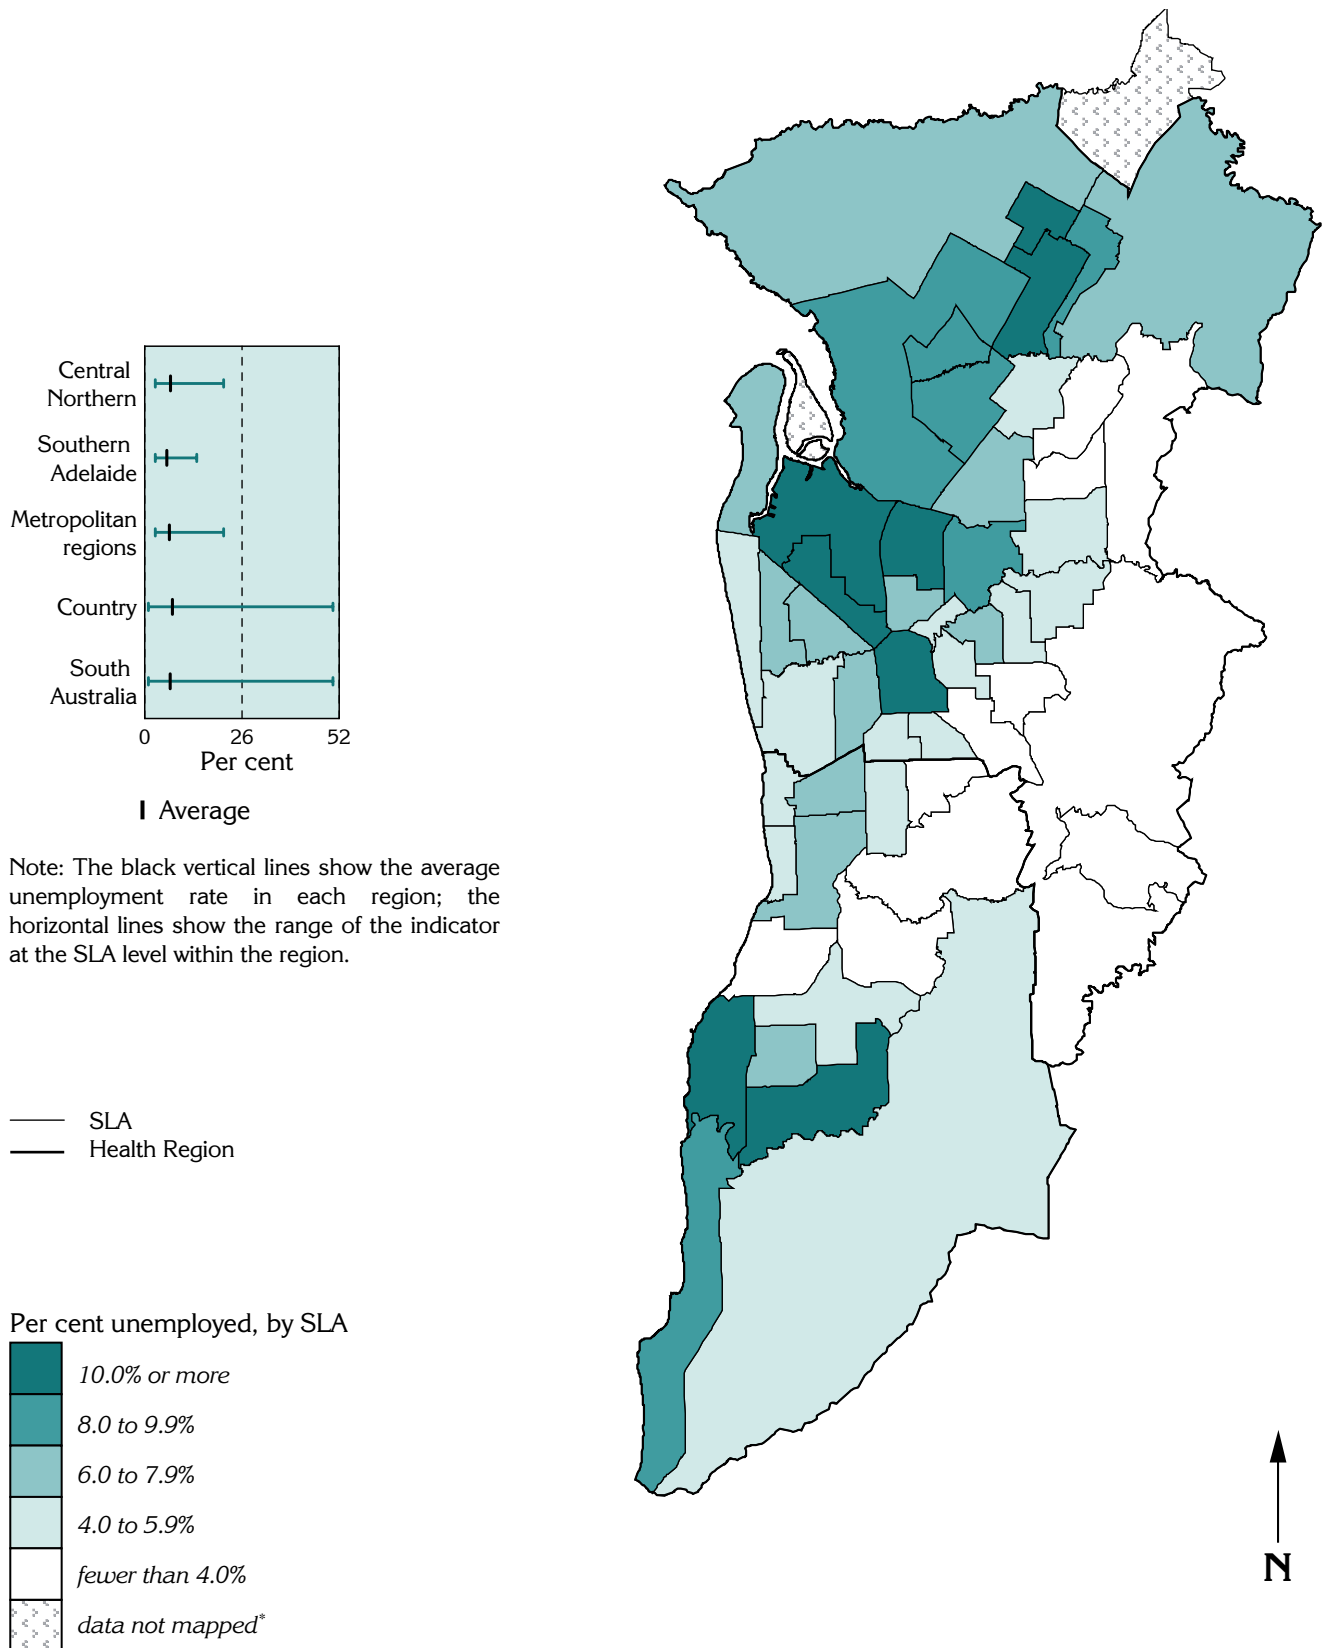 Central
Northern
Southern
Adelaide
Metropolitan
regions
Country
South
Australia
0 26 52
Per cent
Average
Note: The black vertical lines show the average
unemployment rate in each region; the
horizontal lines show the range of the indicator
at the SLA level within the region.
SLA
Health Region
Per cent unemployed, by SLA
10.0% or more
8.0 to 9.9%
6.0 to 7.9%
4.0 to 5.9%
fewer than 4.0%
data not mapped*
N